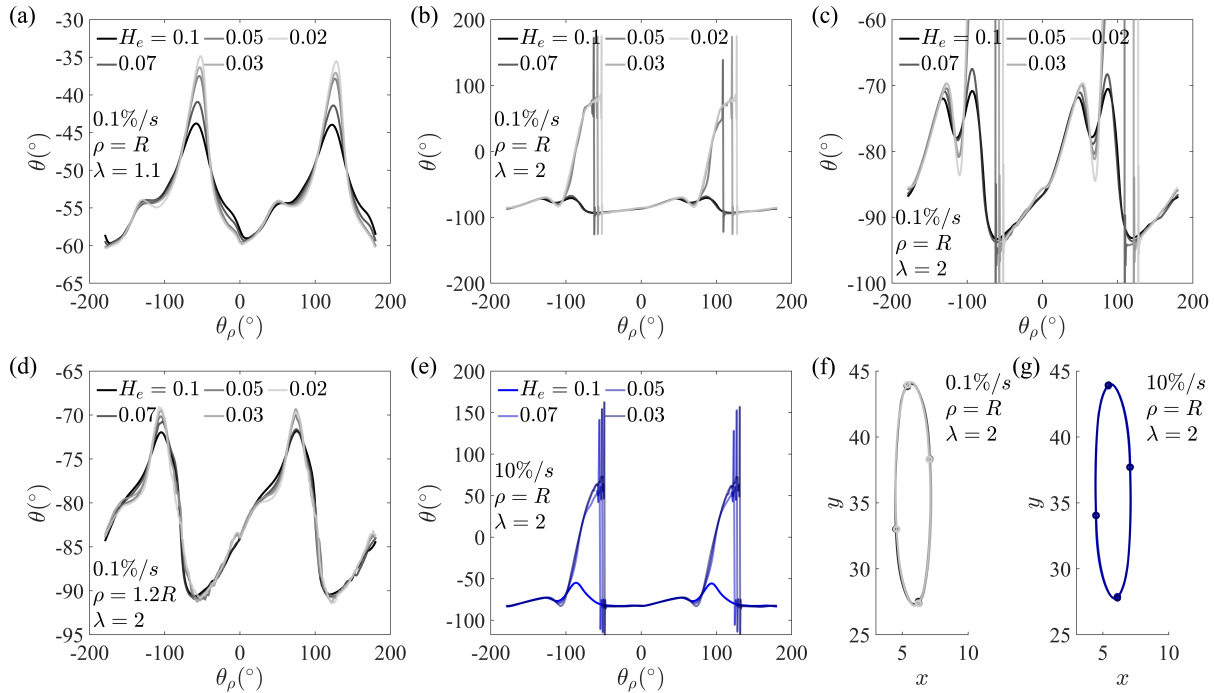 (a)
-30
-35
-40
-45
-50
-55
-60
-65
θ(°)
H_e = 0.1 0.05 0.02
0.07 0.03
0.1%/s
ρ = R
λ = 1.1
-200 -100 0 100 200
θ_ρ(°)
(b)
200
100
0
-100
-200
θ(°)
H_e = 0.1 0.05 0.02
0.07 0.03
0.1%/s
ρ = R
λ = 2
-200 -100 0 100 200
θ_ρ(°)
(c)
-60
-70
-80
-90
-100
θ(°)
H_e = 0.1 0.05 0.02
0.07 0.03
0.1%/s
ρ = R
λ = 2
-200 -100 0 100 200
θ_ρ(°)
(d)
-65
-70
-75
-80
-85
-90
-95
θ(°)
H_e = 0.1 0.05 0.02
0.07 0.03
0.1%/s
ρ = 1.2R
λ = 2
-200 -100 0 100 200
θ_ρ(°)
(e)
200
150
100
50
0
-50
-100
θ(°)
H_e = 0.1 0.05
0.07 0.03
10%/s
ρ = R
λ = 2
-200 -100 0 100 200
θ_ρ(°)
(f)
45
39
33
27
25
y
0.1%/s
ρ = R
λ = 2
5 10
x
(g)
45
39
33
27
25
y
10%/s
ρ = R
λ = 2
5 10
x